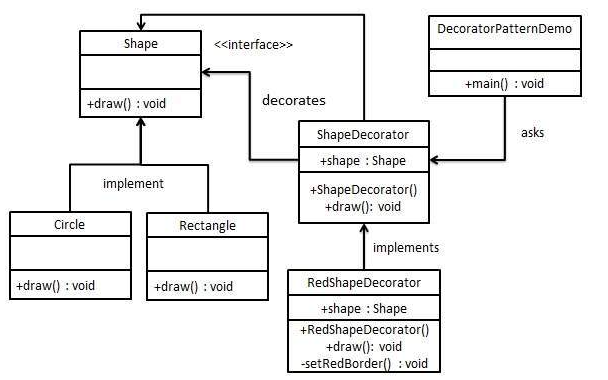 Shape
<<interface>>
+draw() : void
DecoratorPatternDemo
+main() : void
decorates
asks
ShapeDecorator
+shape : Shape
+ShapeDecorator()
+draw(): void
implement
Circle
+draw() : void
Rectangle
+draw() : void
implements
RedShapeDecorator
+shape : Shape
+RedShapeDecorator()
+draw(): void
-setRedBorder() : void